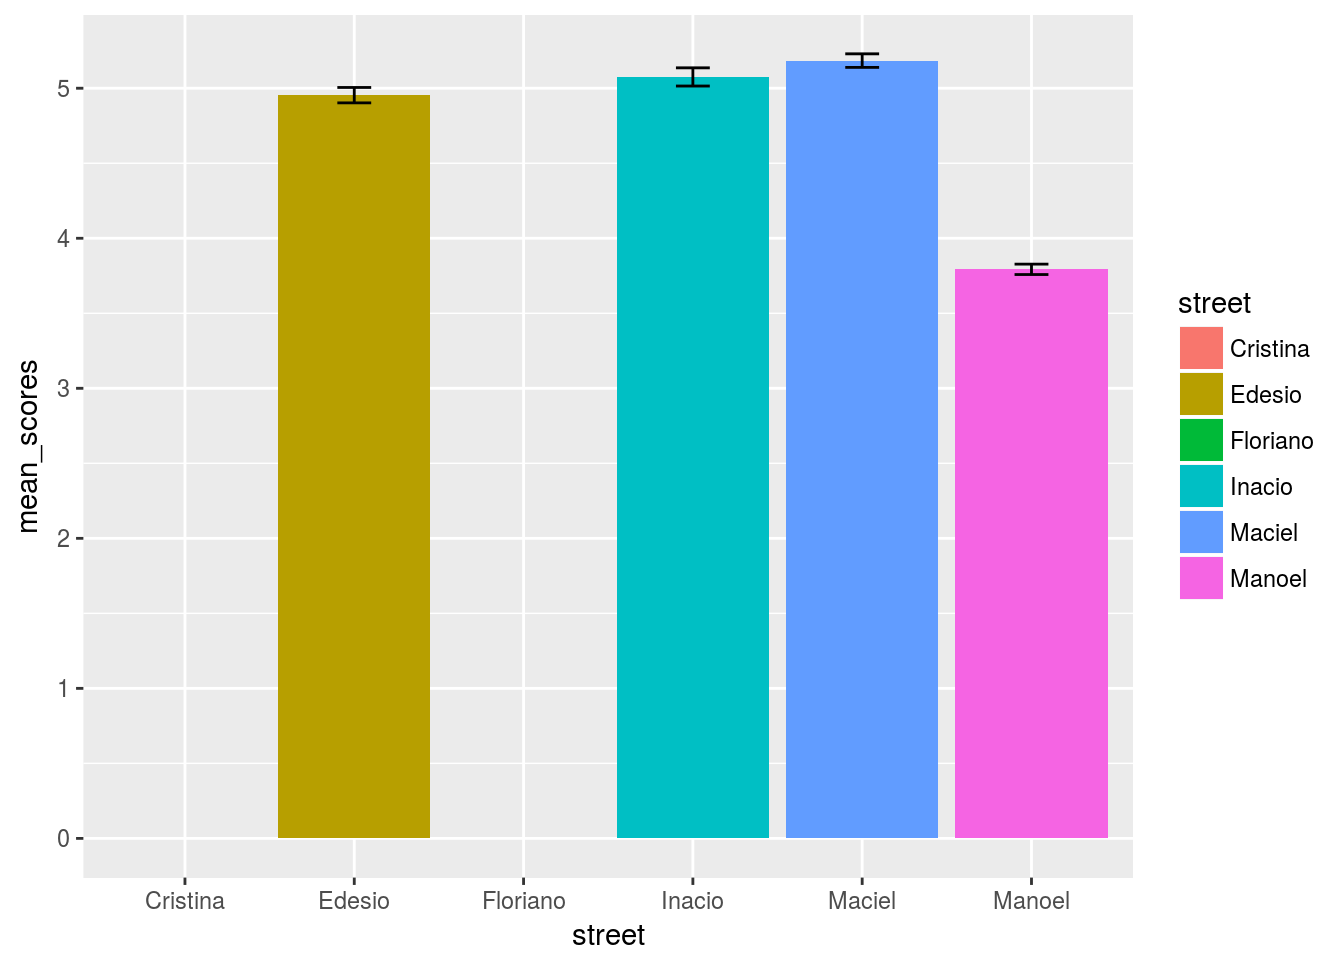 mean_scores
5
4
3
2
1
0
Cristina
Edesio
Floriano
Inacio
Maciel
Manoel
street
street
Cristina
Edesio
Floriano
Inacio
Maciel
Manoel